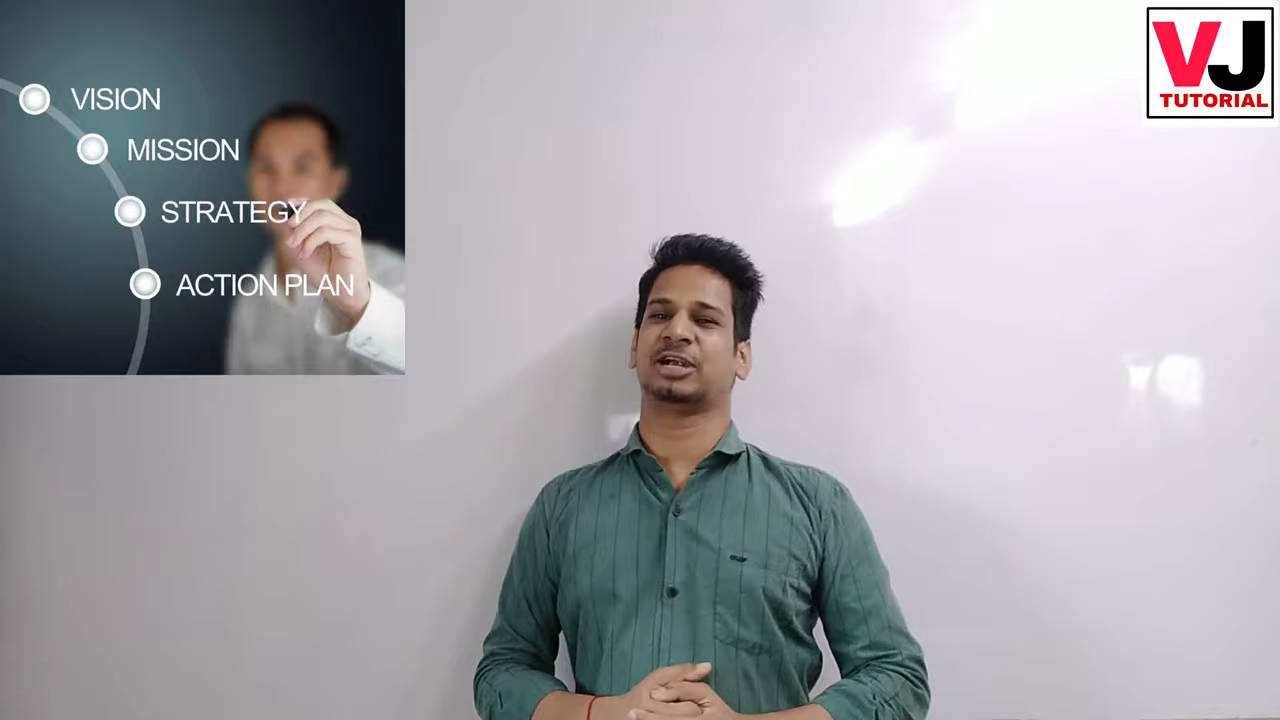 VISION
MISSION
STRATEGY
ACTION PLAN
VJ
TUTORIAL